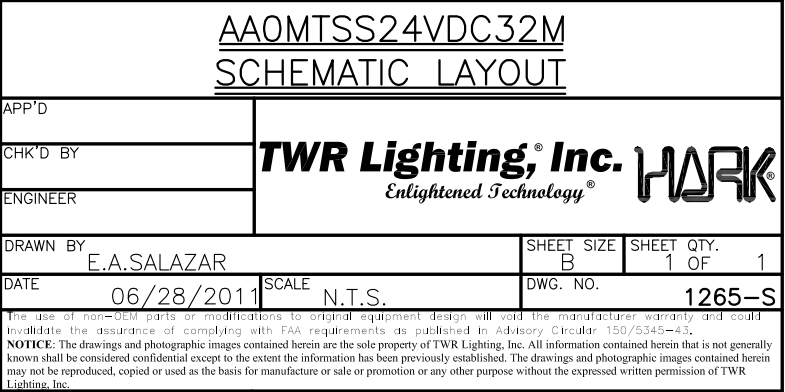 AA0MTSS24VDC32M
SCHEMATIC LAYOUT
APP'D
CHK'D BY
ENGINEER
TWR Lighting,® Inc.
Enlightened Technology®
HARK®
DRAWN BY
E.A.SALAZAR
SHEET SIZE
B
SHEET QTY.
1 OF 1
DATE
06/28/2011
SCALE
N.T.S.
DWG. NO.
1265-S
The use of non-OEM parts or modifications to original equipment design will void the manufacturer warranty and could
invalidate the assurance of complying with FAA requirements as published in Advisory Circular 150/5345-43.
NOTICE: The drawings and photographic images contained herein are the sole property of TWR Lighting, Inc. All information contained herein that is not generally
known shall be considered confidential except to the extent the information has been previously established. The drawings and photographic images contained herein
may not be reproduced, copied or used as the basis for manufacture or sale or promotion or any other purpose without the expressed written permission of TWR
Lighting, Inc.